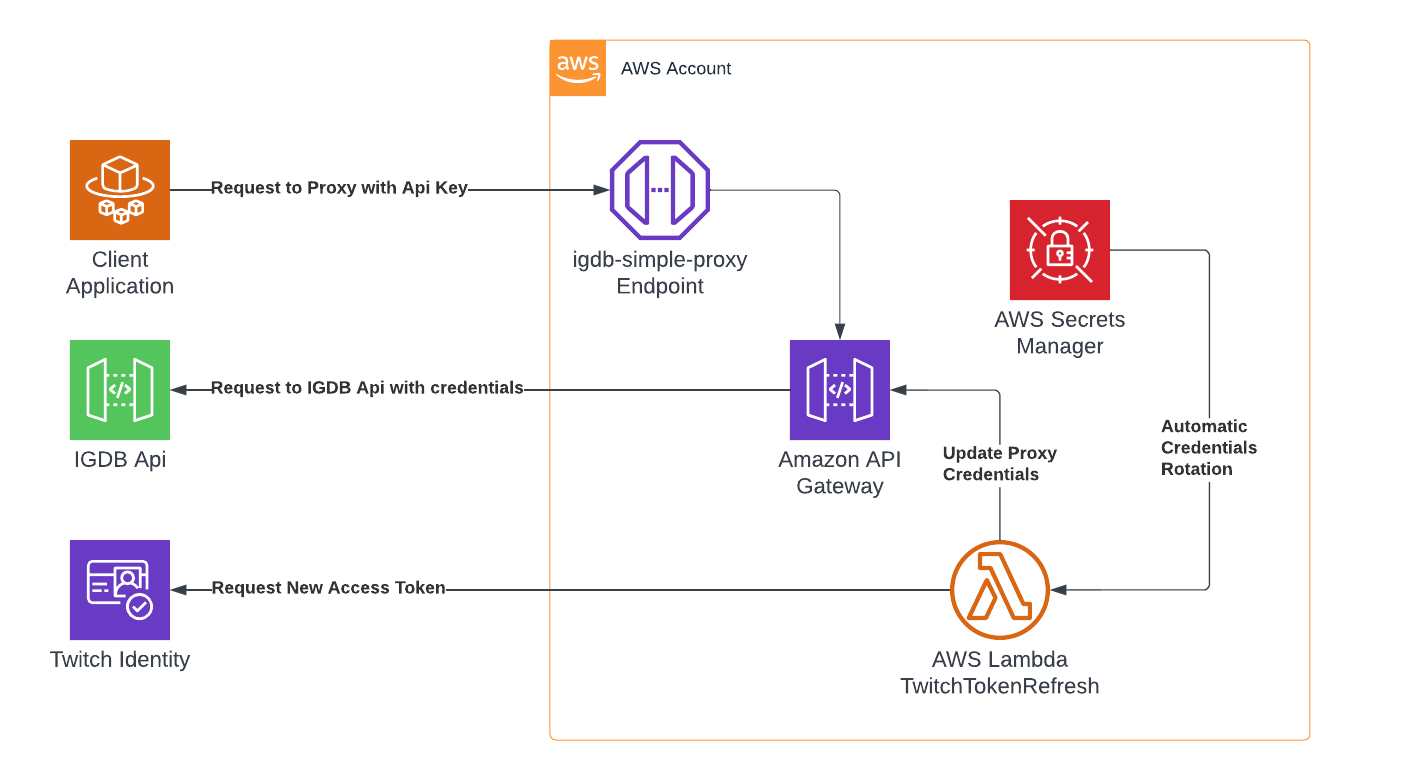 aws
AWS Account
Request to Proxy with Api Key
Client
Application
igdb-simple-proxy
Endpoint
AWS Secrets
Manager
Request to IGDB Api with credentials
</>
</>
IGDB Api
Amazon API
Gateway
Update Proxy
Credentials
Automatic
Credentials
Rotation
Request New Access Token
Twitch Identity
AWS Lambda
TwitchTokenRefresh